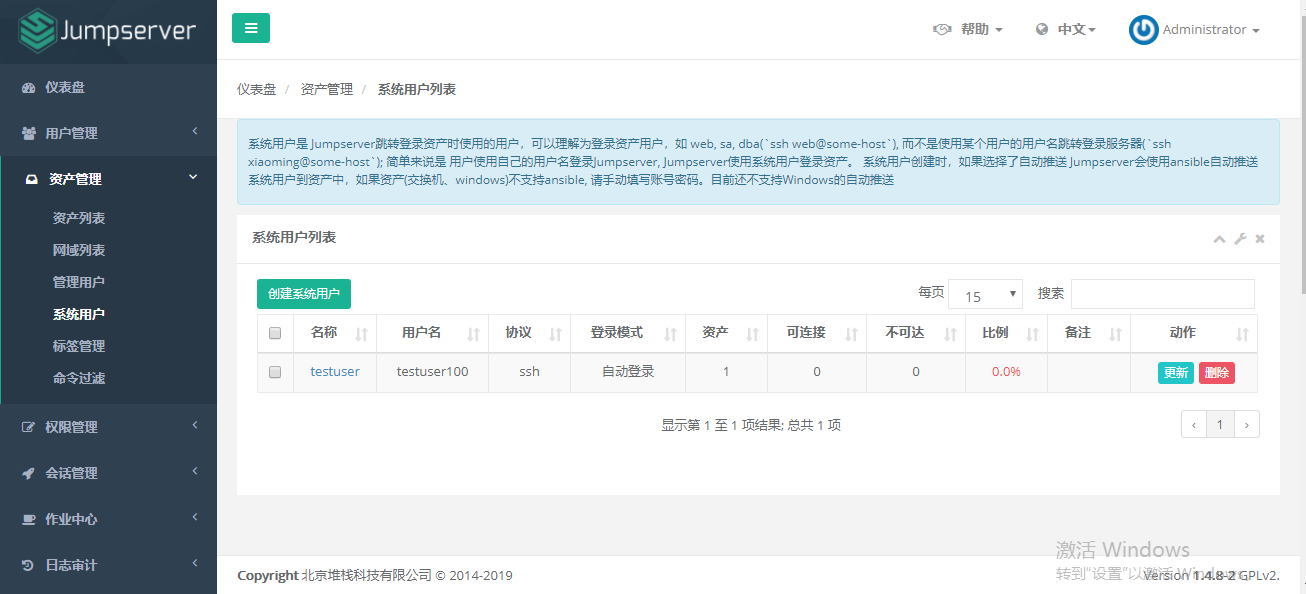 Jumpserver
帮助
中文
Administrator
仪表盘
用户管理
资产管理
资产列表
网域列表
管理用户
系统用户
标签管理
命令过滤
权限管理
会话管理
作业中心
日志审计
仪表盘 / 资产管理 / 系统用户列表
系统用户是 Jumpserver跳转登录资产时使用的用户，可以理解为登录资产用户，如 web, sa, dba(`ssh web@some-host`), 而不是使用某个用户的用户名跳转登录服务器(`ssh
xiaoming@some-host`); 简单来说是 用户使用自己的用户名登录Jumpserver, Jumpserver使用系统用户登录资产。 系统用户创建时，如果选择了自动推送 Jumpserver会使用ansible自动推送
系统用户到资产中，如果资产(交换机、windows)不支持ansible, 请手动填写账号密码。目前还不支持Windows的自动推送
系统用户列表
创建系统用户 每页 15 搜索
名称 用户名 协议 登录模式 资产 可连接 不可达 比例 备注 动作
testuser testuser100 ssh 自动登录 1 0 0 0.0% 更新 删除
显示第 1 至 1 项结果; 总共 1 项
‹ 1 ›
激活 Windows
转到"设置"以激活 Windows。
Copyright 北京堆栈科技有限公司 © 2014-2019
Version 1.4.8-2 GPLv2.